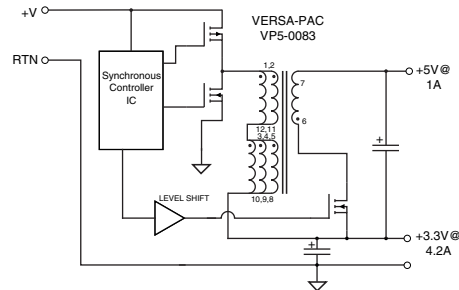 +V
VERSA-PAC
VP5-0083
RTN
Synchronous
Controller
IC
1,2
7
+5V@
1A
6
12,11
3,4,5
10,9,8
LEVEL SHIFT
+3.3V@
4.2A
+
+